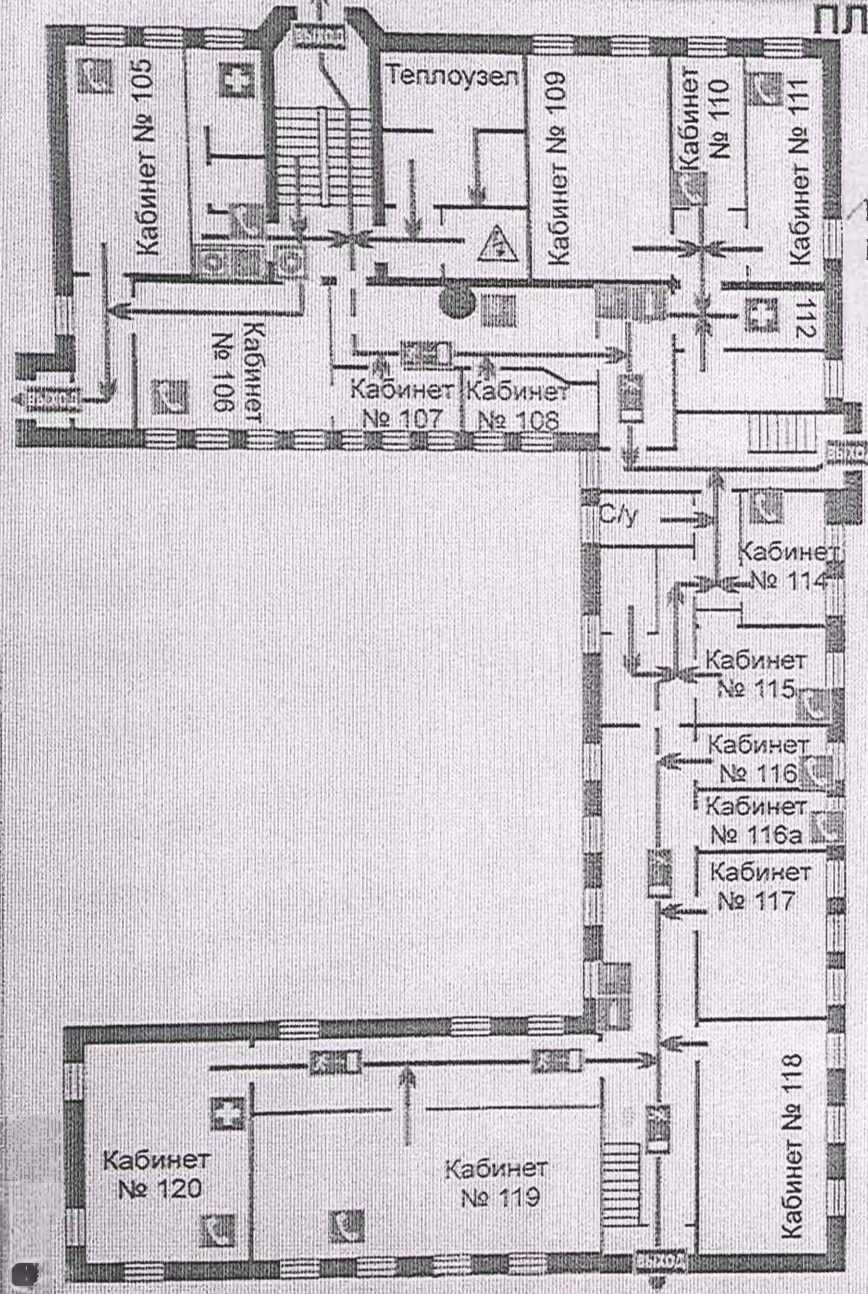 ПЛ
ВЫХОД
Кабинет № 105
Теплоузел
Кабинет № 109
Кабинет
№ 110
Кабинет № 111
112
Кабинет
№ 106
Кабинет
№ 107
Кабинет
№ 108
ВЫХОД
ВЫХО
С/у
Кабинет
№ 114
Кабинет
№ 115
Кабинет
№ 116
Кабинет
№ 116а
Кабинет
№ 117
Кабинет № 118
Кабинет
№ 120
Кабинет
№ 119
ВЫХОД